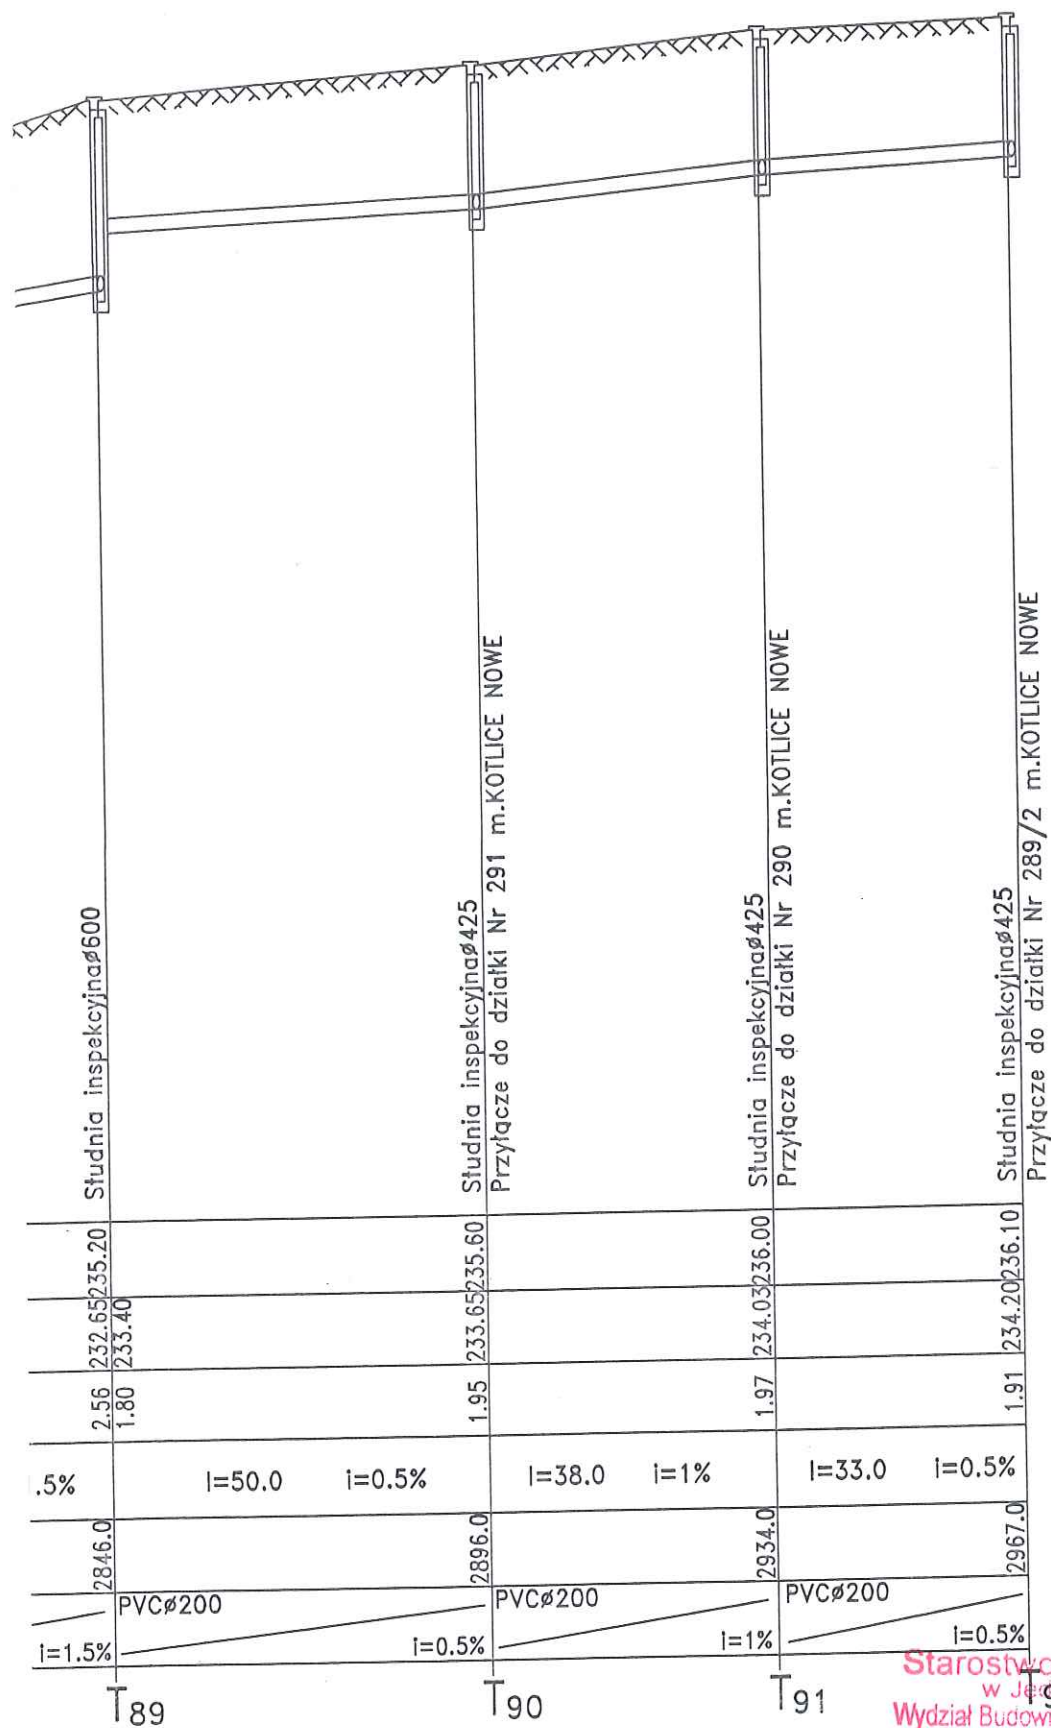 Studnia inspekcyjnaø600
Studnia inspekcyjnaø425
Przyłącze do działki Nr 291 m.KOTLICE NOWE
Studnia inspekcyjnaø425
Przyłącze do działki Nr 290 m.KOTLICE NOWE
Studnia inspekcyjnaø425
Przyłącze do działki Nr 289/2 m.KOTLICE NOWE
235.20 235.60 236.00 236.10
232.65 233.40 233.65 234.03 234.20
2.56 1.80 1.95 1.97 1.91
.5% l=50.0 i=0.5% l=38.0 i=1% l=33.0 i=0.5%
2846.0 2896.0 2934.0 2967.0
PVCø200 PVCø200 PVCø200
i=1.5% i=0.5% i=1% i=0.5%
T89 T90 T91
Starostwo
w
Wydział